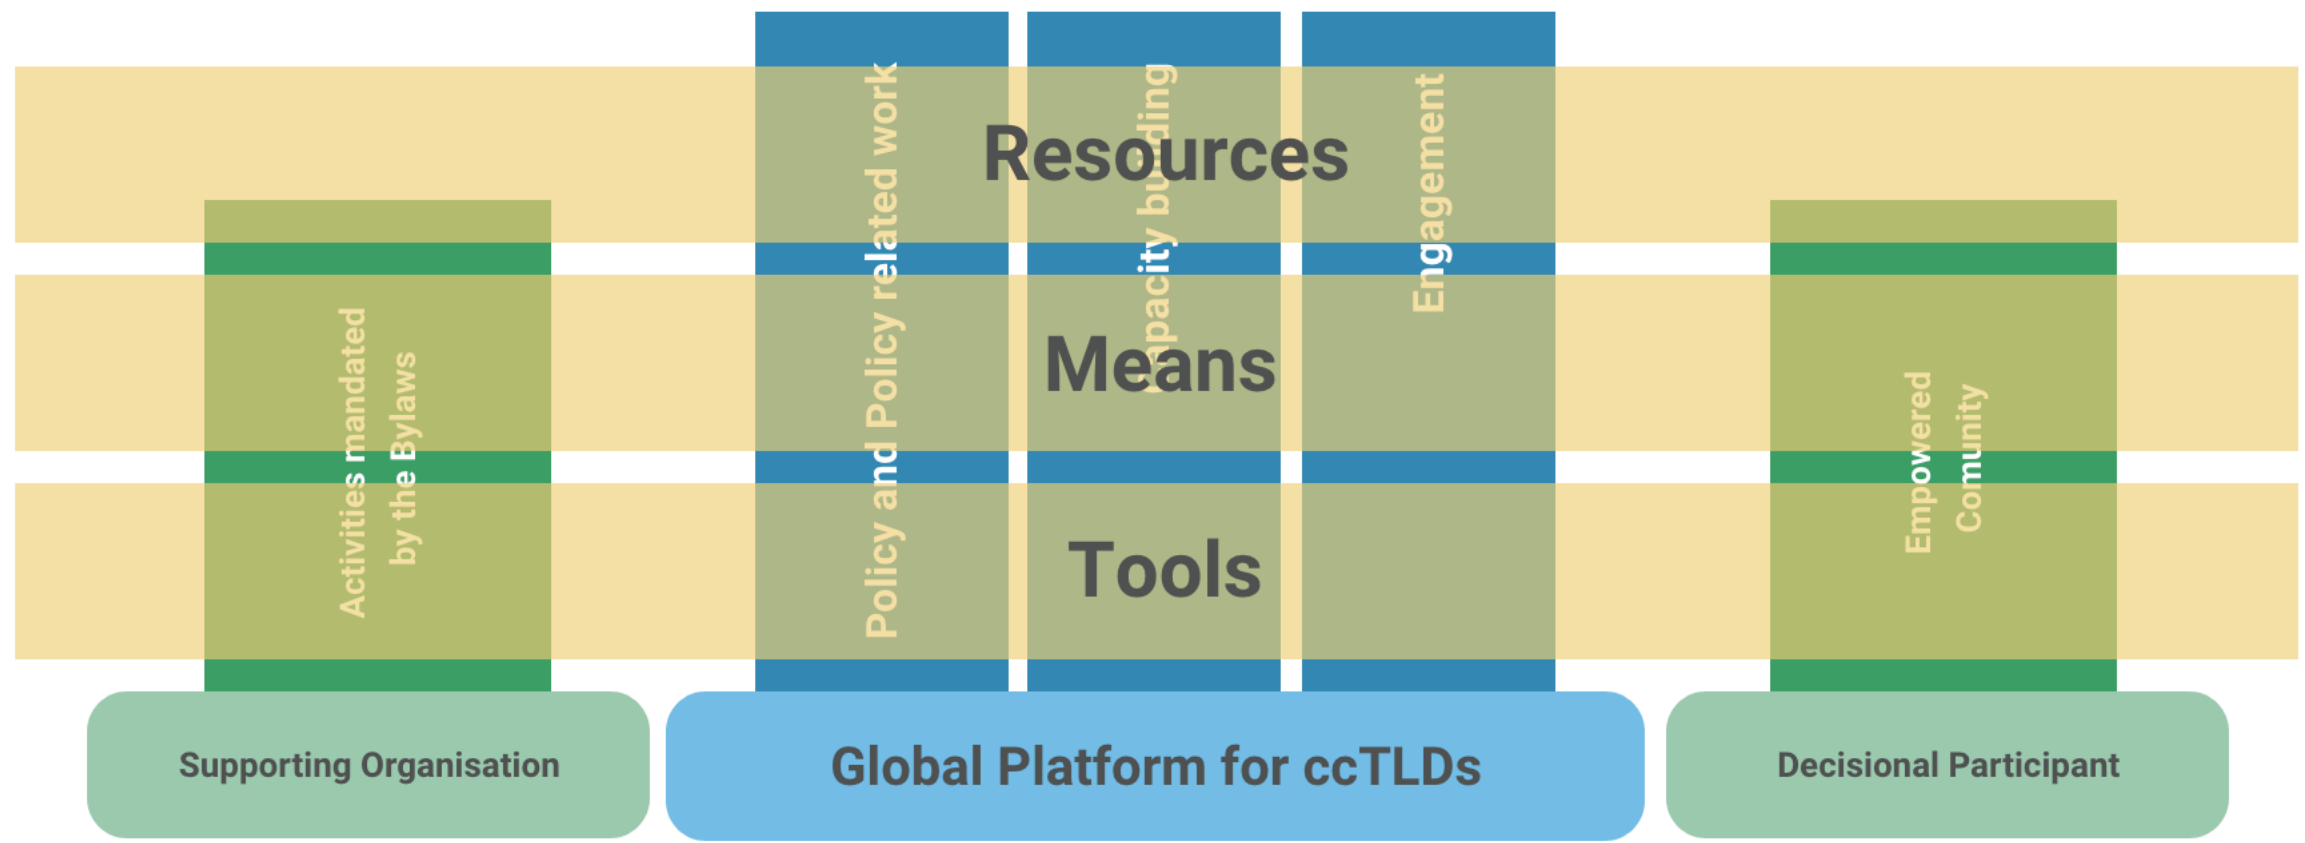 Resources
Means
Tools
Activities mandated
by the Bylaws
Policy and Policy related work
Capacity building
Engagement
Empowered
Comunity
Supporting Organisation
Global Platform for ccTLDs
Decisional Participant